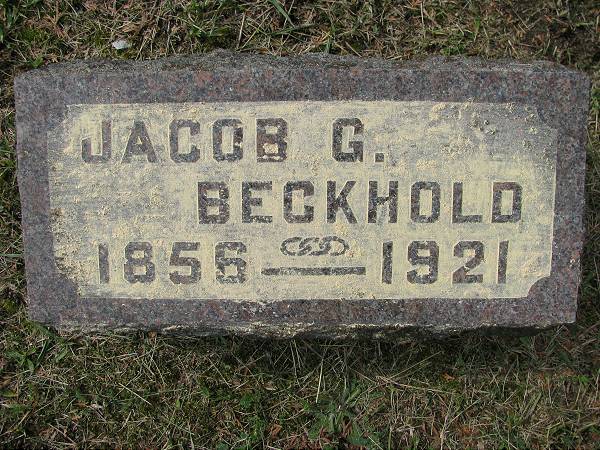 JACOB G.
BECKHOLD
1856 — 1921